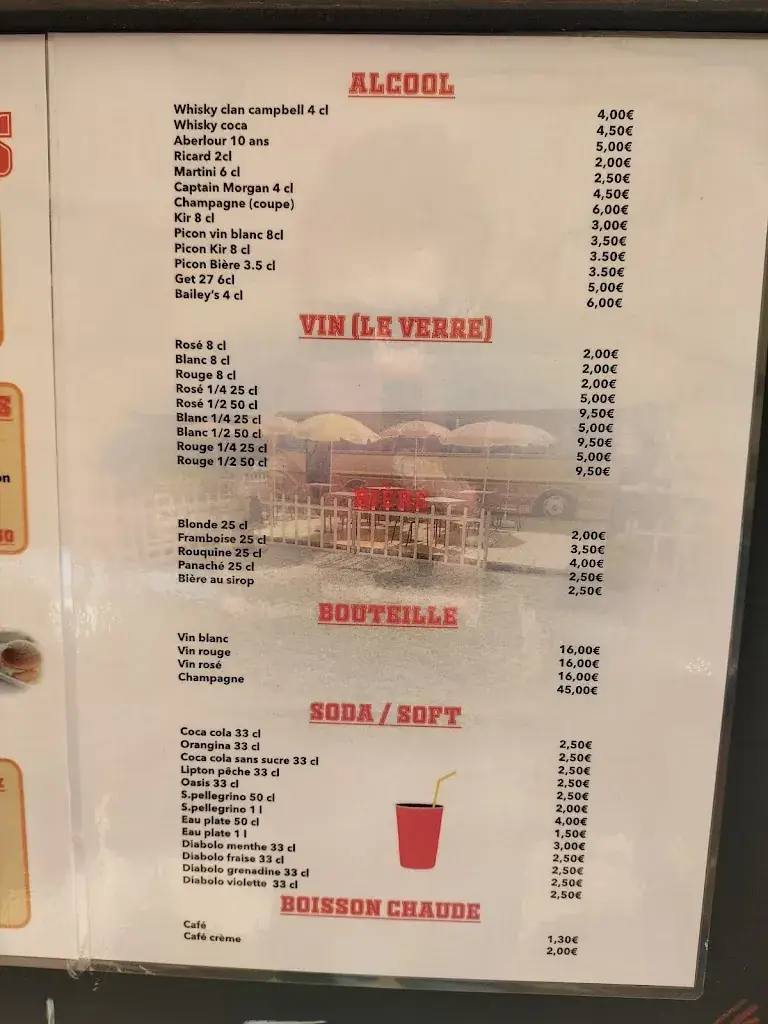 ALCOOL
Whisky clan campbell 4 cl 4,00€
Whisky coca 4,50€
Aberlour 10 ans 5,00€
Ricard 2cl 2,00€
Martini 6 cl 2,50€
Captain Morgan 4 cl 4,50€
Champagne (coupe) 6,00€
Kir 8 cl 3,00€
Picon vin blanc 8cl 3,50€
Picon Kir 8 cl 3.50€
Picon Bière 3.5 cl 3.50€
Get 27 6cl 5,00€
Bailey's 4 cl 6,00€
VIN (LE VERRE)
Rosé 8 cl 2,00€
Blanc 8 cl 2,00€
Rouge 8 cl 2,00€
Rosé 1/4 25 cl 5,00€
Rosé 1/2 50 cl 9,50€
Blanc 1/4 25 cl 5,00€
Blanc 1/2 50 cl 9,50€
Rouge 1/4 25 cl 5,00€
Rouge 1/2 50 cl 9,50€
BIÈRE
Blonde 25 cl 2,00€
Framboise 25 cl 3,50€
Rouquine 25 cl 4,00€
Panaché 25 cl 2,50€
Bière au sirop 2,50€
BOUTEILLE
Vin blanc 16,00€
Vin rouge 16,00€
Vin rosé 16,00€
Champagne 45,00€
SODA / SOFT
Coca cola 33 cl 2,50€
Orangina 33 cl 2,50€
Coca cola sans sucre 33 cl 2,50€
Lipton pêche 33 cl 2,50€
Oasis 33 cl 2,50€
S.pellegrino 50 cl 2,00€
S.pellegrino 1 l 4,00€
Eau plate 50 cl 1,50€
Eau plate 1 l 3,00€
Diabolo menthe 33 cl 2,50€
Diabolo fraise 33 cl 2,50€
Diabolo grenadine 33 cl 2,50€
Diabolo violette 33 cl 2,50€
BOISSON CHAUDE
Café 1,30€
Café crème 2,00€